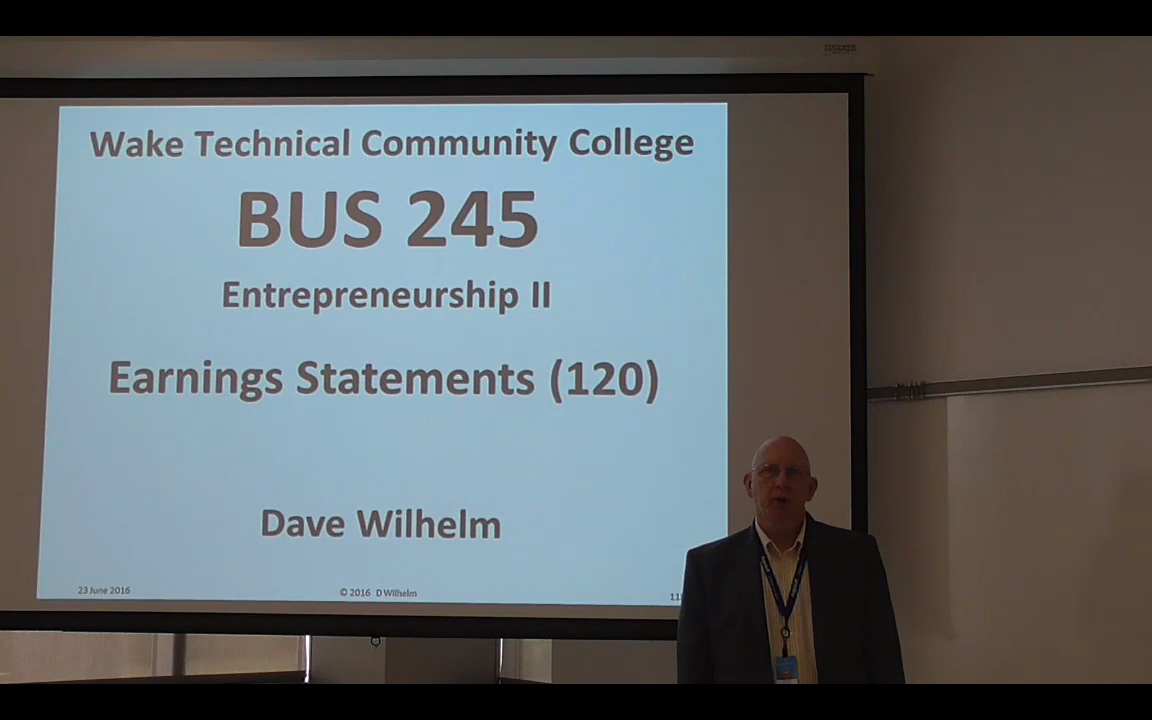 Wake Technical Community College
BUS 245
Entrepreneurship II
Earnings Statements (120)
Dave Wilhelm
23 June 2016
© 2016 D Wilhelm